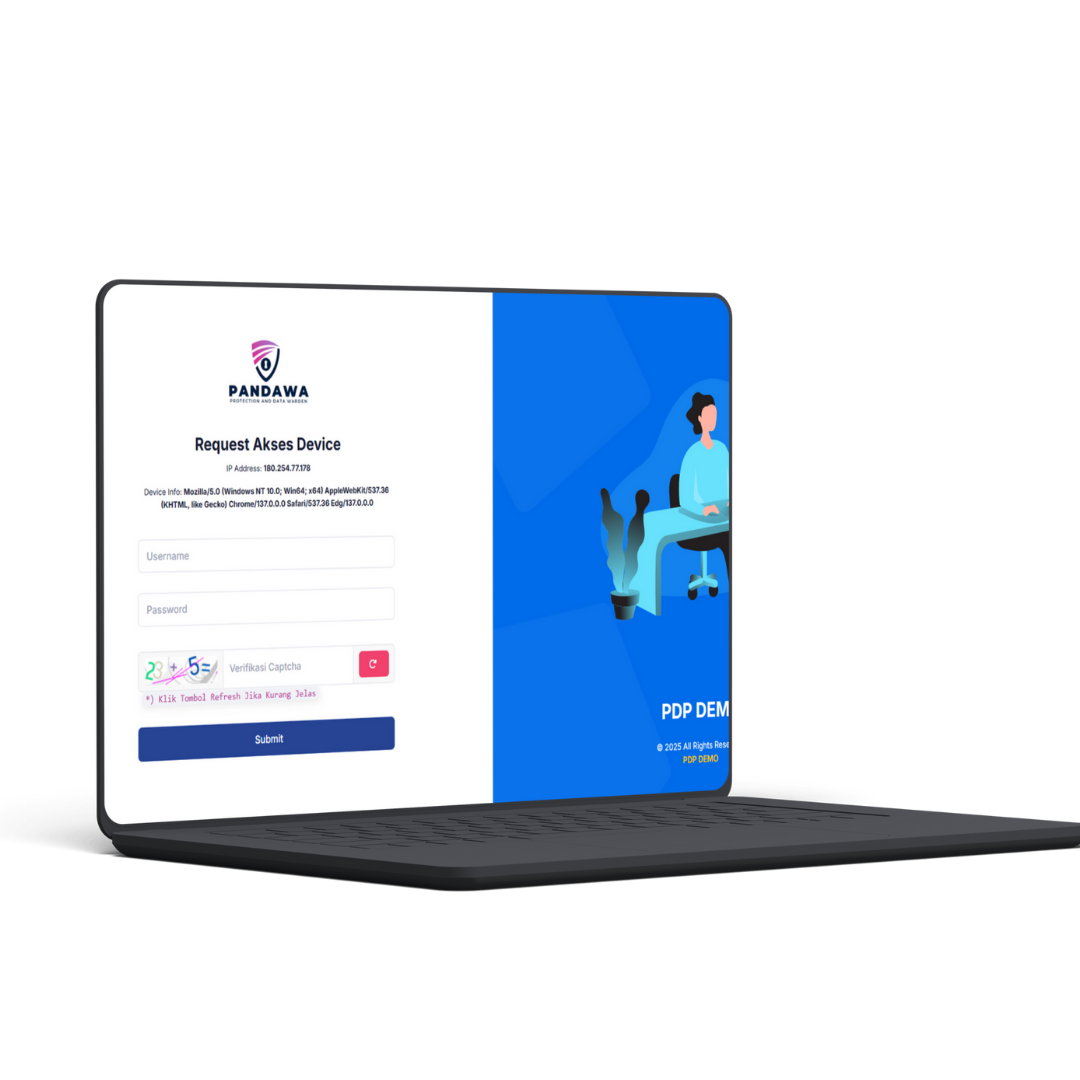 PANDAWA
PROTECTION AND DATA WARDEN
Request Akses Device
IP Address: 180.254.77.178
Device Info: Mozilla/5.0 (Windows NT 10.0; Win64; x64) AppleWebKit/537.36
(KHTML, like Gecko) Chrome/137.0.0.0 Safari/537.36 Edg/137.0.0.0
Username
Password
23 + 5 =
Verifikasi Captcha
*) Klik Tombol Refresh Jika Kurang Jelas
Submit
PDP DEM
© 2025 All Rights Rese
PDP DEMO